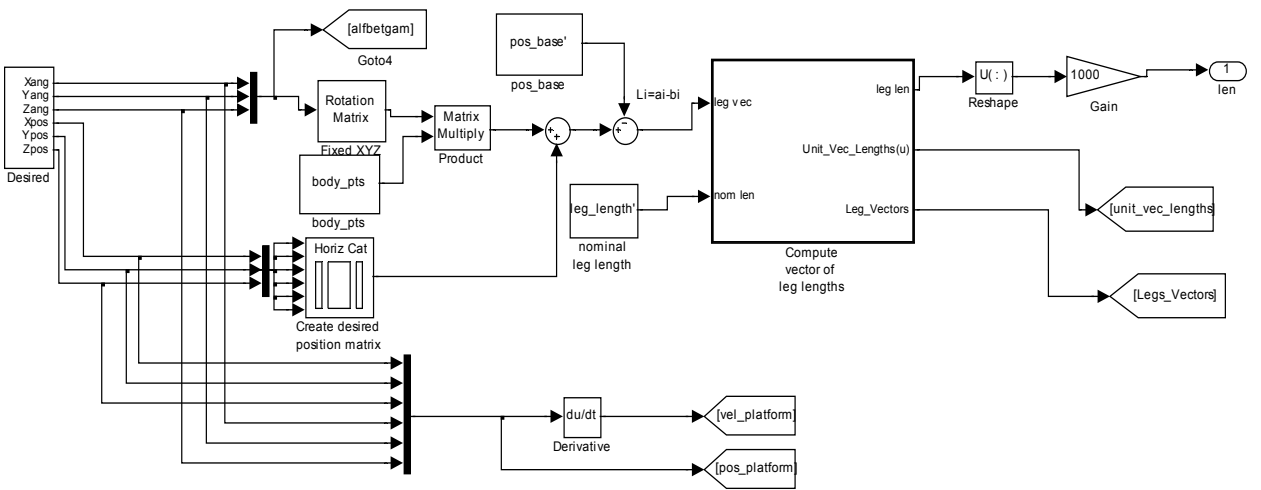 [alfbetgam]
Goto4
pos_base'
pos_base
Xang
Yang
Zang
Xpos
Ypos
Zpos
Desired
Rotation
Matrix
Fixed XYZ
Matrix
Multiply
Product
body_pts
body_pts
+
+
Li=ai-bi
+
−
leg_length'
nominal
leg length
leg vec
nom len
leg len
Unit_Vec_Lengths(u)
Leg_Vectors
Compute
vector of
leg lengths
U( : )
Reshape
1000
Gain
1
len
[unit_vec_lengths]
[Legs_Vectors]
Horiz Cat
Create desired
position matrix
du/dt
Derivative
[vel_platform]
[pos_platform]